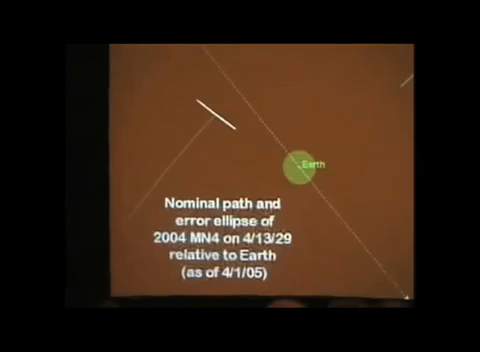 Earth
Nominal path and
error ellipse of
2004 MN4 on 4/13/29
relative to Earth
(as of 4/1/05)